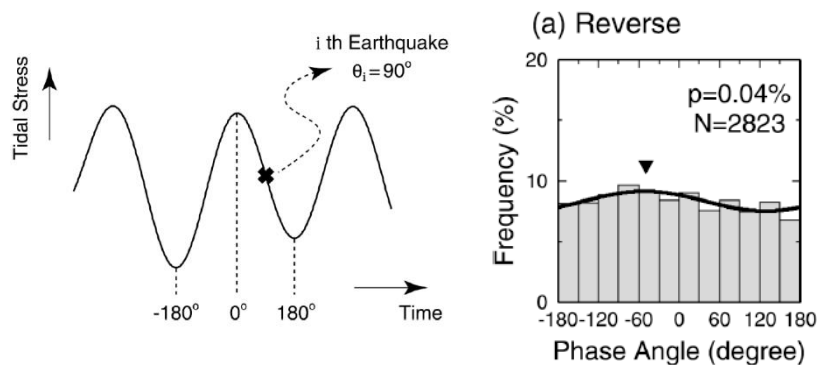 i th Earthquake
θi=90°
Tidal Stress
-180° 0° 180° Time
(a) Reverse
p=0.04%
N=2823
Frequency (%)
20
10
0
-180 -120 -60 0 60 120 180
Phase Angle (degree)